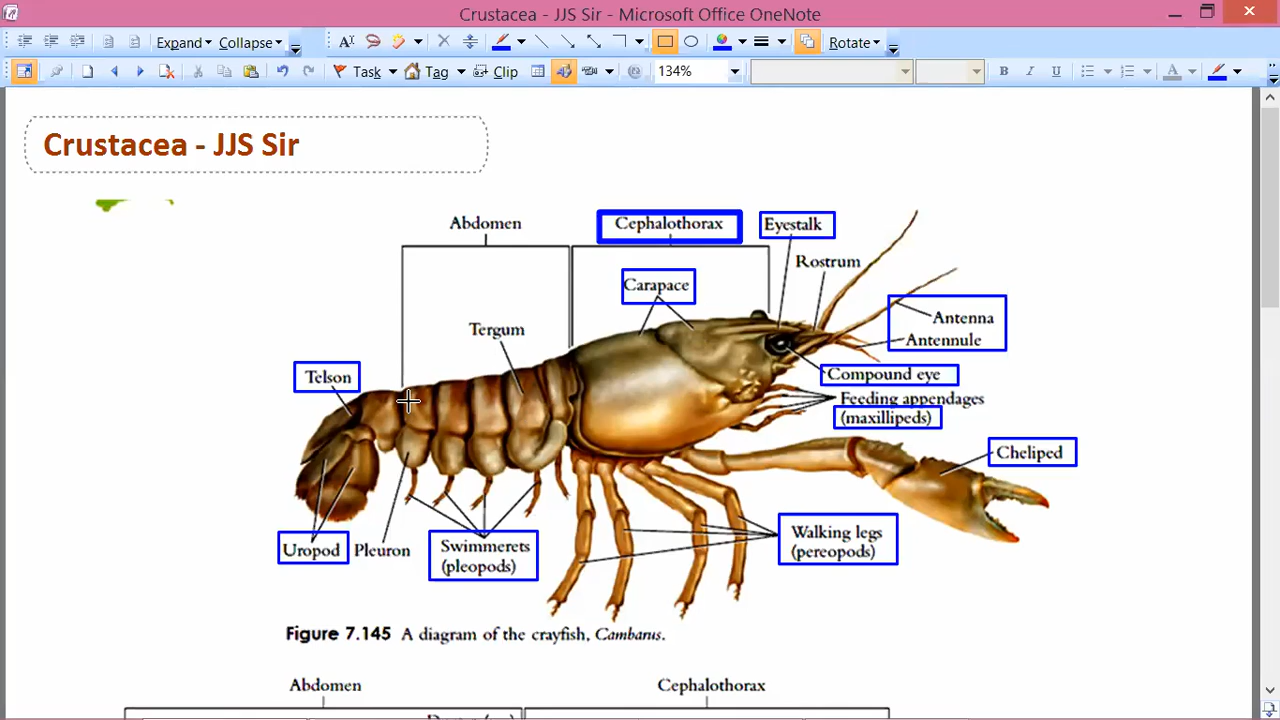 Crustacea - JJS Sir - Microsoft Office OneNote
Expand Collapse Rotate
Task Tag Clip 134% B I U A
Crustacea - JJS Sir
Abdomen Cephalothorax Eyestalk
Rostrum
Carapace
Antenna
Tergum
Antennule
Telson Compound eye
Feeding appendages
(maxillipeds)
Cheliped
Walking legs
(pereopods)
Uropod Pleuron Swimmerets
(pleopods)
Figure 7.145 A diagram of the crayfish, Cambarus.
Abdomen Cephalothorax